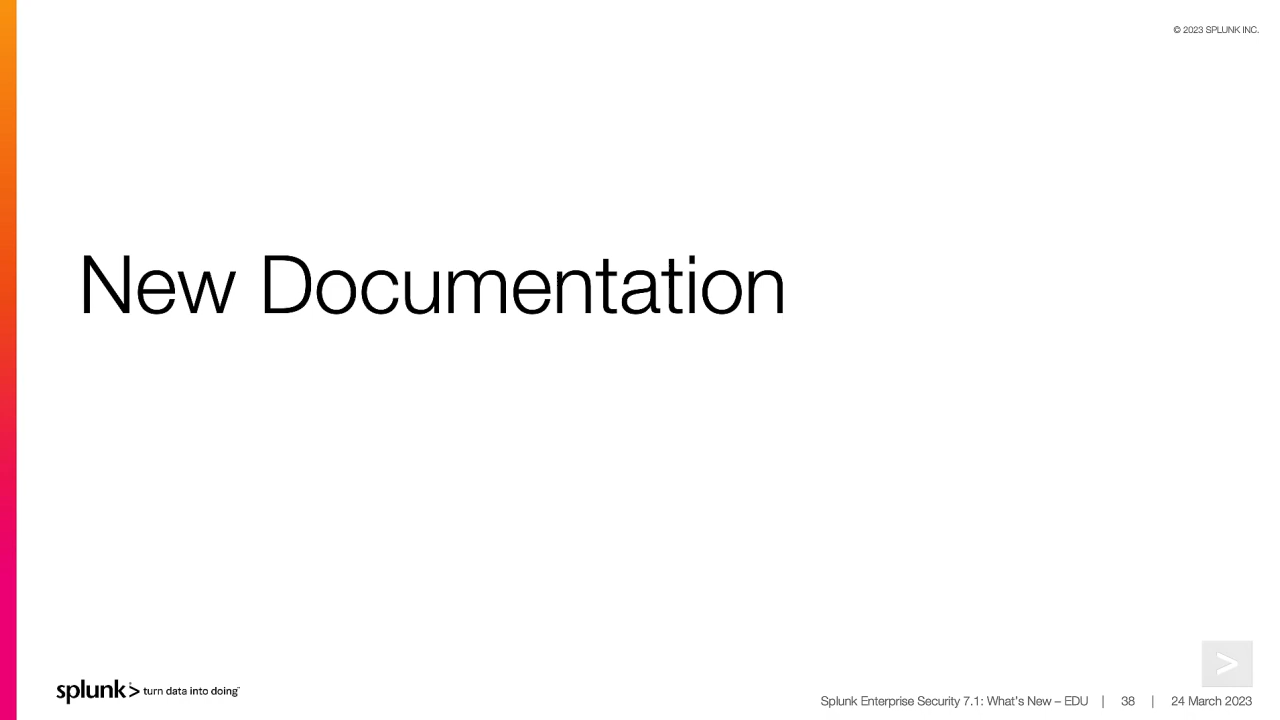 © 2023 SPLUNK INC.
New Documentation
splunk> turn data into doing™
Splunk Enterprise Security 7.1: What's New – EDU | 38 | 24 March 2023
>